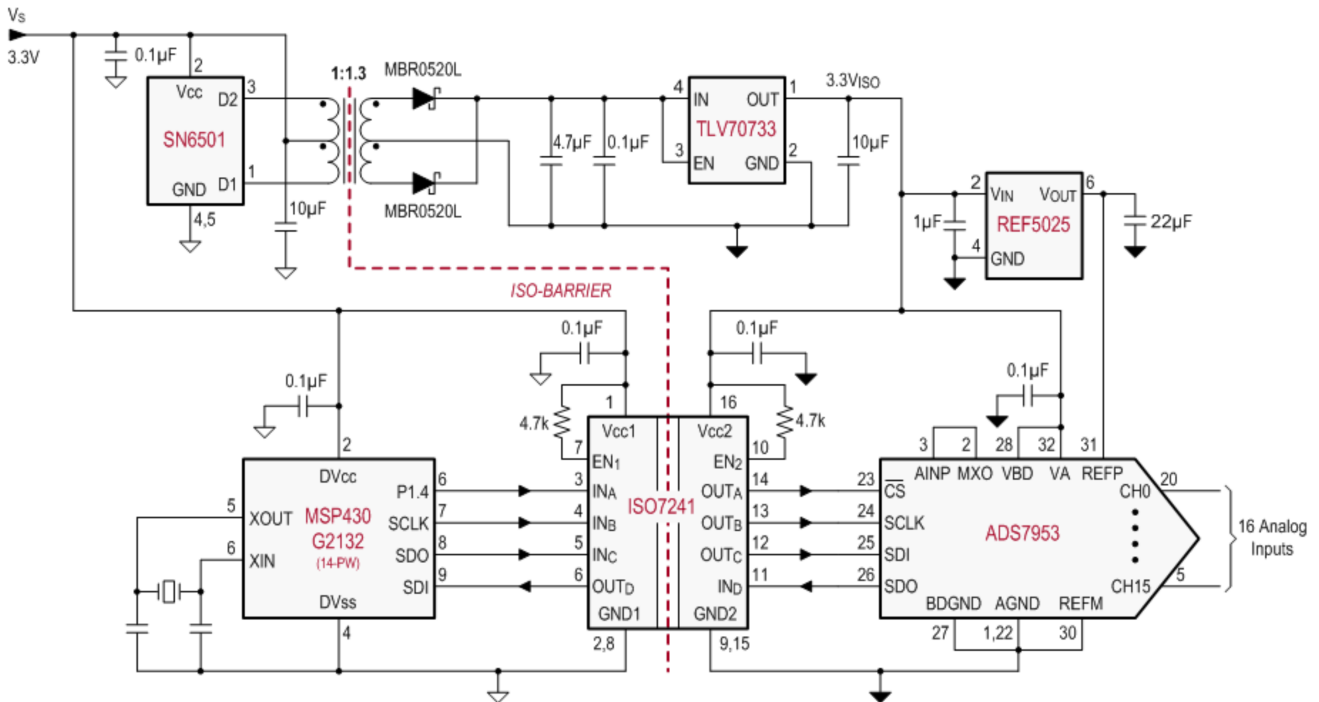 Vs
3.3V
0.1µF
2
Vcc
3
D2
SN6501
1
D1
GND
4,5
10µF
1:1.3
MBR0520L
MBR0520L
4.7µF
0.1µF
4
IN
OUT
1
TLV70733
3
EN
GND
2
3.3VISO
10µF
1µF
2
VIN
VOUT
6
REF5025
4
GND
22µF
ISO-BARRIER
0.1µF
0.1µF
0.1µF
0.1µF
4.7k
4.7k
1
Vcc1
7
EN1
3
INA
4
INB
5
INC
6
OUTD
GND1
2,8
ISO7241
16
Vcc2
10
EN2
14
OUTA
13
OUTB
12
OUTC
11
IND
GND2
9,15
2
DVcc
5
XOUT
6
XIN
MSP430
G2132
(14-PW)
P1.4
6
SCLK
7
SDO
8
SDI
9
DVss
4
3
2
28
32
31
AINP
MXO
VBD
VA
REFP
23
CS
24
SCLK
25
SDI
26
SDO
ADS7953
CH0
20
CH15
5
16 Analog
Inputs
BDGND
AGND
REFM
27
1,22
30